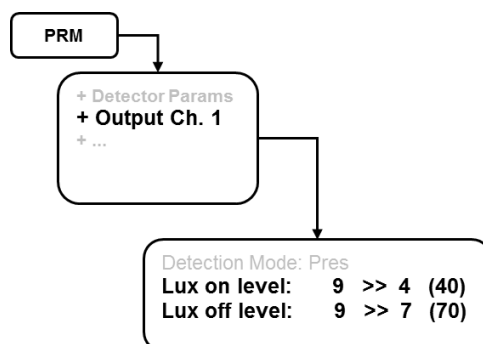 PRM
+ Detector Params
+ Output Ch. 1
+ ...
Detection Mode: Pres
Lux on level: 9 >> 4 (40)
Lux off level: 9 >> 7 (70)